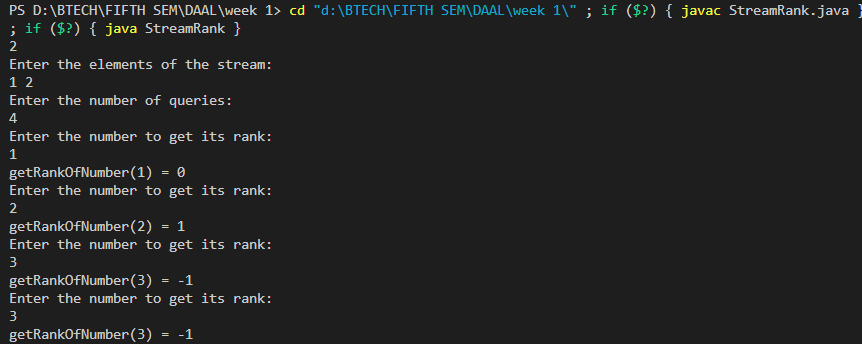 PS D:\BTECH\FIFTH SEM\DAAL\week 1> cd "d:\BTECH\FIFTH SEM\DAAL\week 1\" ; if ($?) { javac StreamRank.java }
; if ($?) { java StreamRank }
2
Enter the elements of the stream:
1 2
Enter the number of queries:
4
Enter the number to get its rank:
1
getRankOfNumber(1) = 0
Enter the number to get its rank:
2
getRankOfNumber(2) = 1
Enter the number to get its rank:
3
getRankOfNumber(3) = -1
Enter the number to get its rank:
3
getRankOfNumber(3) = -1